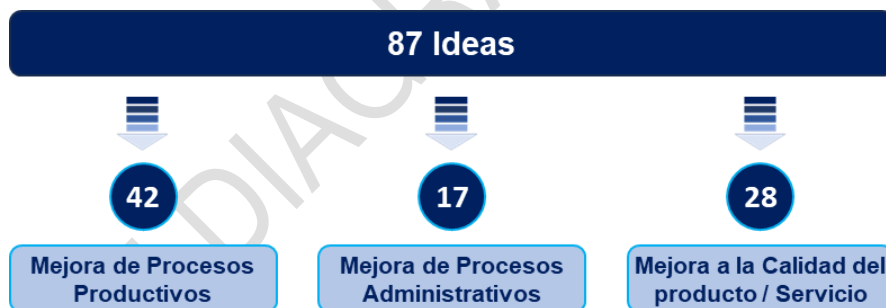 87 Ideas
42
17
28
Mejora de Procesos
Productivos
Mejora de Procesos
Administrativos
Mejora a la Calidad del
producto / Servicio